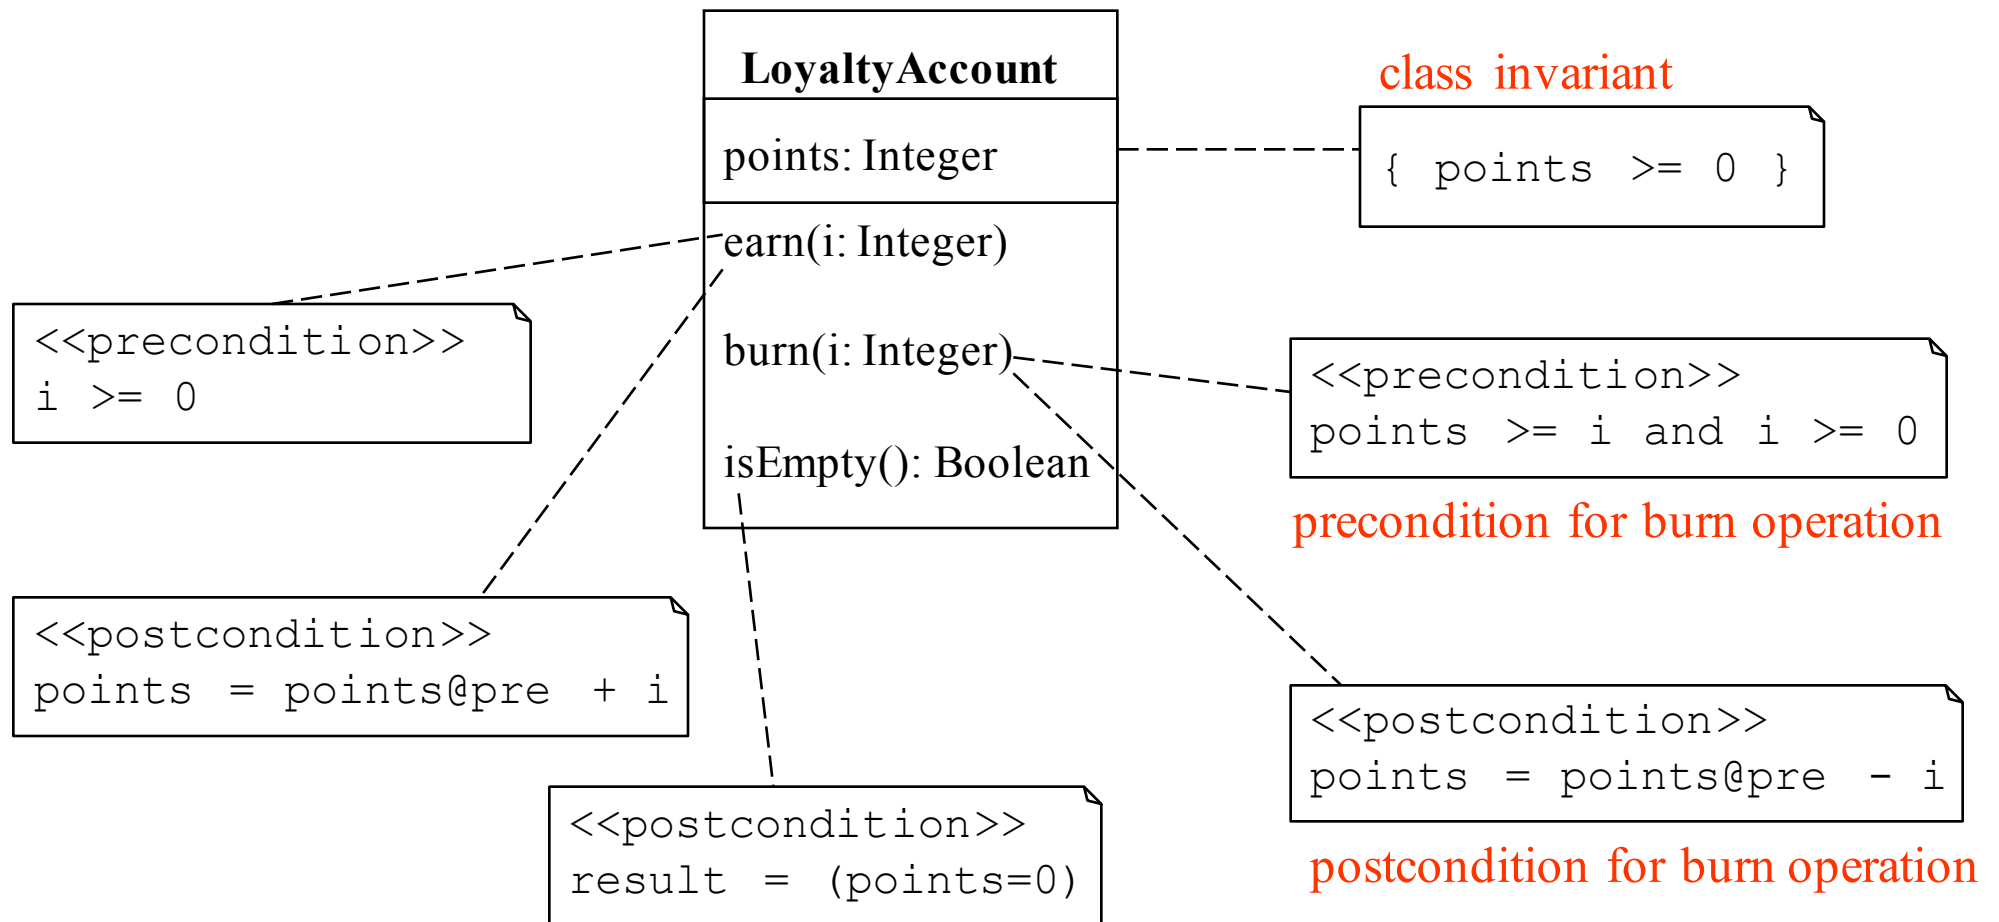 LoyaltyAccount
points: Integer
earn(i: Integer)
burn(i: Integer)
isEmpty(): Boolean
class invariant
{ points >= 0 }
<<precondition>>
i >= 0
<<postcondition>>
points = points@pre + i
<<postcondition>>
result = (points=0)
<<precondition>>
points >= i and i >= 0
precondition for burn operation
<<postcondition>>
points = points@pre - i
postcondition for burn operation